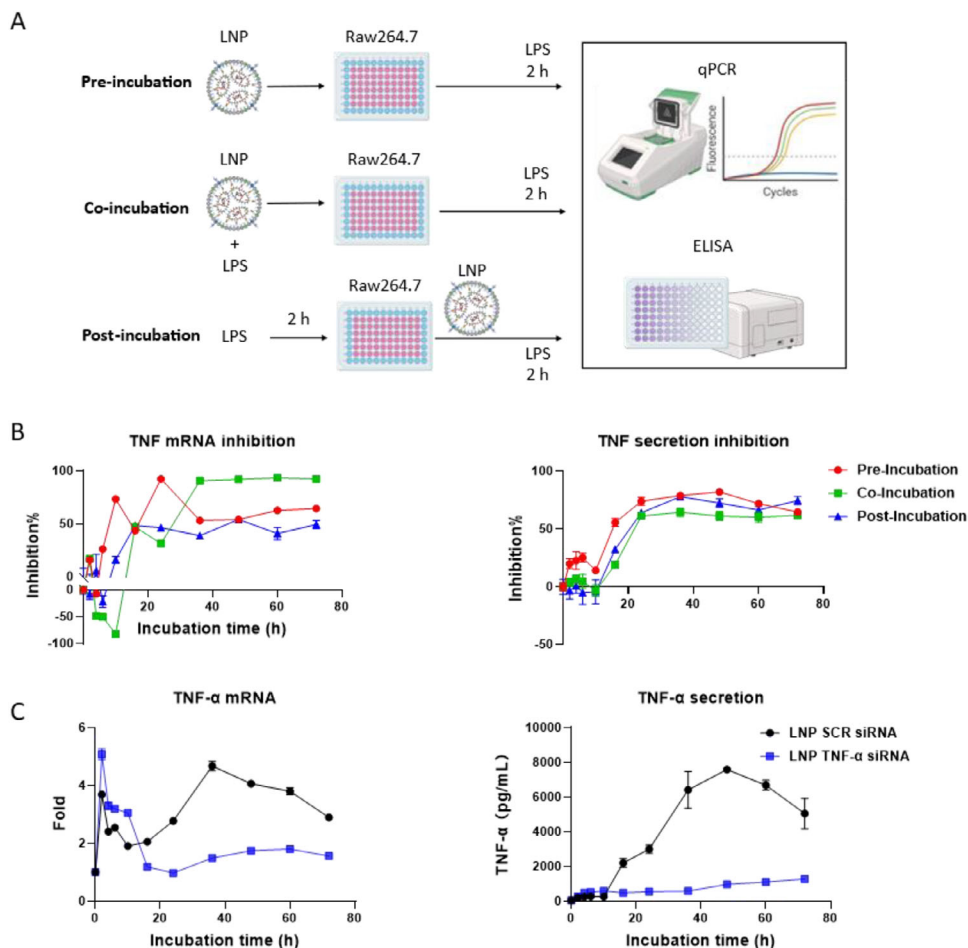 A
LNP
Raw264.7
LPS
2 h
Pre-incubation
qPCR
Fluorescence
Cycles
LNP
Raw264.7
LPS
2 h
Co-incubation
+
LPS
ELISA
Raw264.7
LNP
Post-incubation
LPS
2 h
LPS
2 h
B
TNF mRNA inhibition
Inhibition%
100
50
0
0
-50
-100
20
40
60
80
Incubation time (h)
TNF secretion inhibition
Inhibition%
100
50
0
-50
20
40
60
80
Incubation time (h)
Pre-Incubation
Co-Incubation
Post-Incubation
C
TNF-α mRNA
Fold
6
4
2
0
0
20
40
60
80
Incubation time (h)
TNF-α secretion
TNF-α (pg/mL)
10000
8000
6000
4000
2000
0
0
20
40
60
80
Incubation time (h)
LNP SCR siRNA
LNP TNF-α siRNA